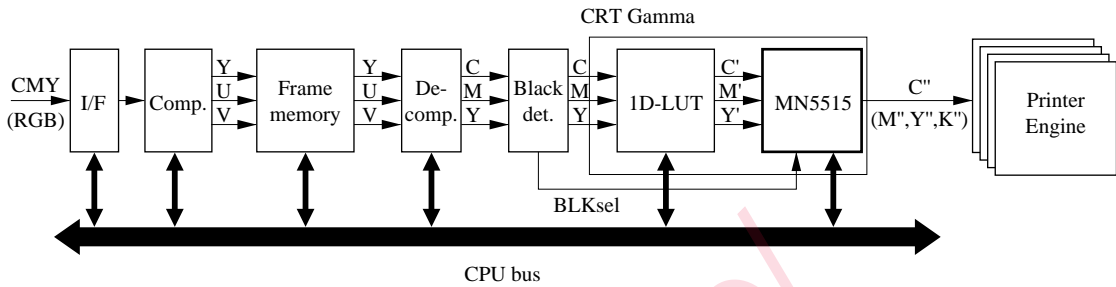 CRT Gamma
CMY
(RGB)
I/F
Comp.
Y
U
V
Frame
memory
Y
U
V
De-
comp.
C
M
Y
Black
det.
C
M
Y
1D-LUT
C'
M'
Y'
MN5515
C"
(M",Y",K")
Printer
Engine
BLKsel
CPU bus